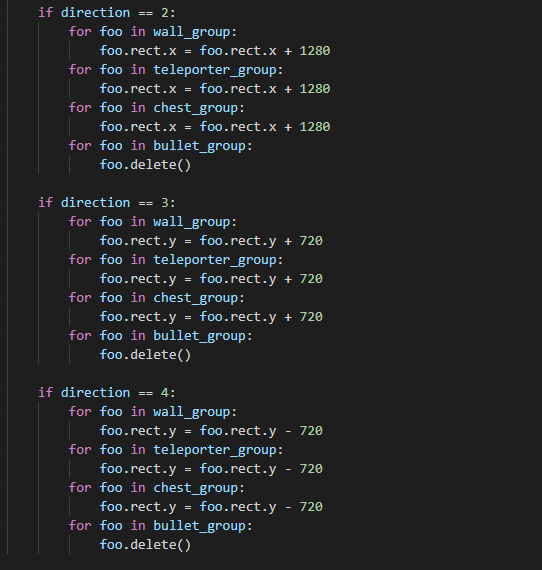 if direction == 2:
    for foo in wall_group:
        foo.rect.x = foo.rect.x + 1280
    for foo in teleporter_group:
        foo.rect.x = foo.rect.x + 1280
    for foo in chest_group:
        foo.rect.x = foo.rect.x + 1280
    for foo in bullet_group:
        foo.delete()

if direction == 3:
    for foo in wall_group:
        foo.rect.y = foo.rect.y + 720
    for foo in teleporter_group:
        foo.rect.y = foo.rect.y + 720
    for foo in chest_group:
        foo.rect.y = foo.rect.y + 720
    for foo in bullet_group:
        foo.delete()

if direction == 4:
    for foo in wall_group:
        foo.rect.y = foo.rect.y - 720
    for foo in teleporter_group:
        foo.rect.y = foo.rect.y - 720
    for foo in chest_group:
        foo.rect.y = foo.rect.y - 720
    for foo in bullet_group:
        foo.delete()